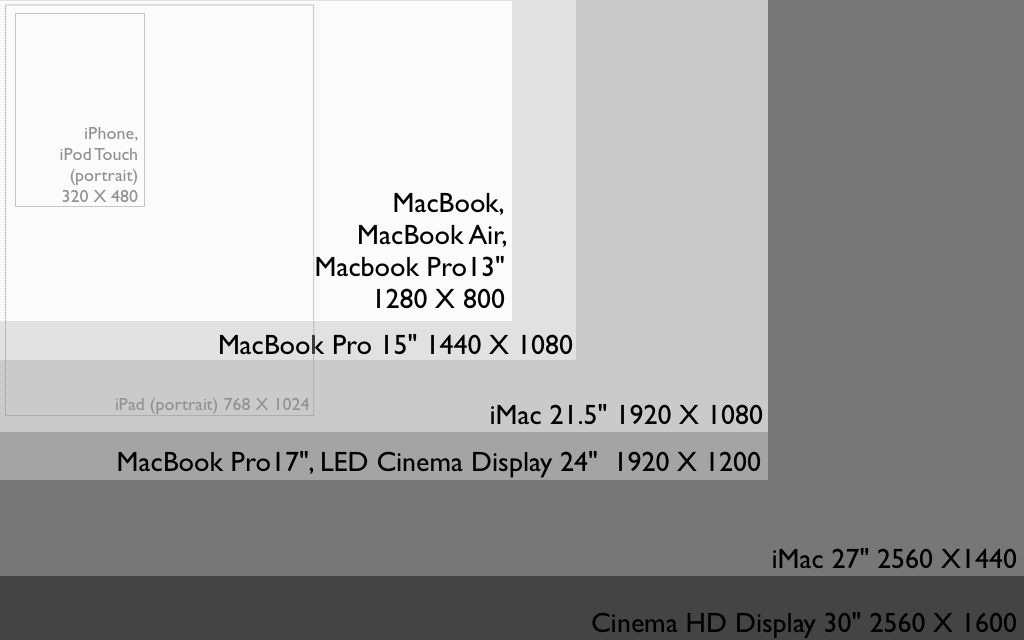 iPhone,
iPod Touch
(portrait)
320 X 480
MacBook,
MacBook Air,
Macbook Pro13"
1280 X 800
MacBook Pro 15" 1440 X 1080
iPad (portrait) 768 X 1024
iMac 21.5" 1920 X 1080
MacBook Pro17", LED Cinema Display 24" 1920 X 1200
iMac 27" 2560 X1440
Cinema HD Display 30" 2560 X 1600